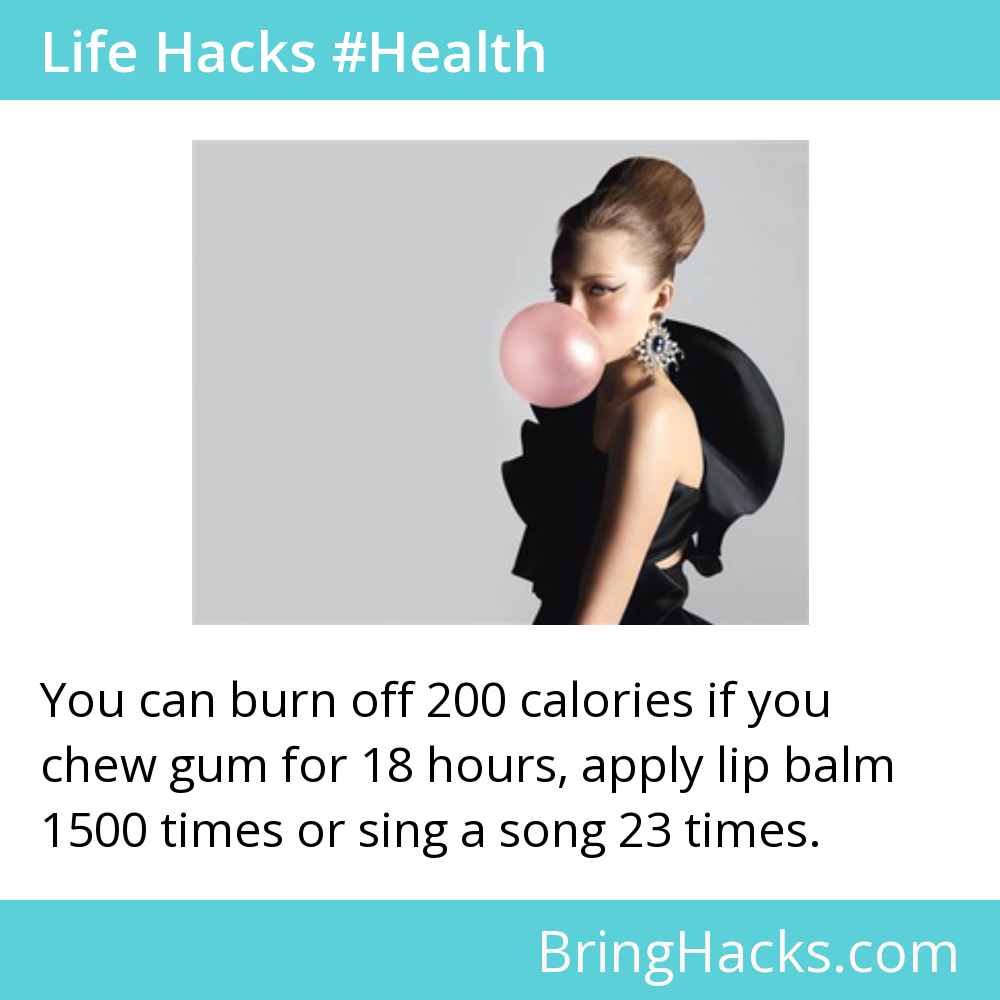 Life Hacks #Health
You can burn off 200 calories if you
chew gum for 18 hours, apply lip balm
1500 times or sing a song 23 times.
BringHacks.com